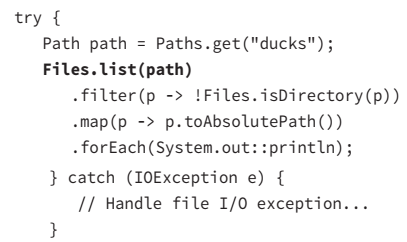 try {
Path path = Paths.get("ducks");
Files.list(path)
.filter(p -> !Files.isDirectory(p))
.map(p -> p.toAbsolutePath())
.forEach(System.out::println);
} catch (IOException e) {
// Handle file I/O exception...
}